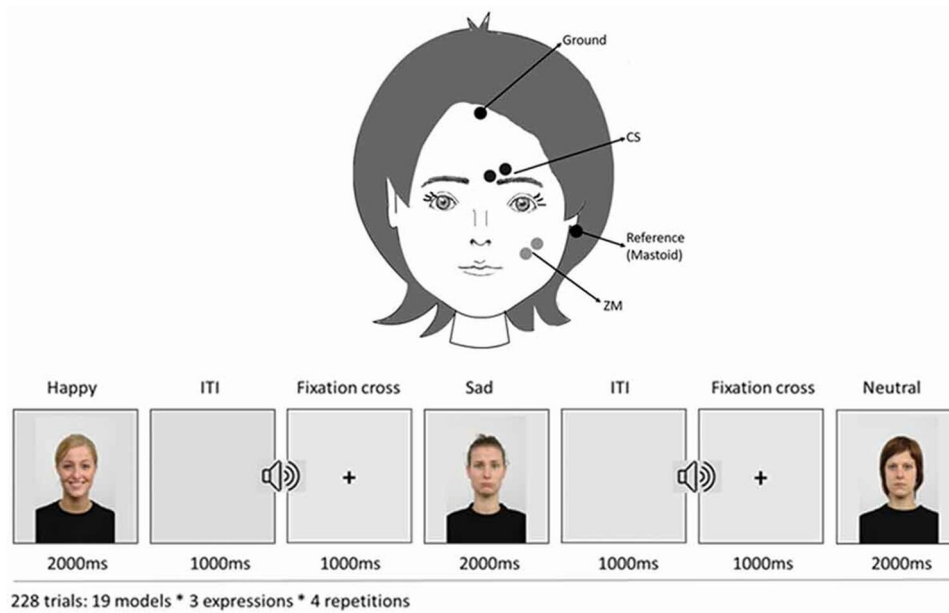 Ground
CS
Reference
(Mastoid)
ZM
Happy ITI Fixation cross Sad ITI Fixation cross Neutral
+ +
2000ms 1000ms 1000ms 2000ms 1000ms 1000ms 2000ms
228 trials: 19 models * 3 expressions * 4 repetitions